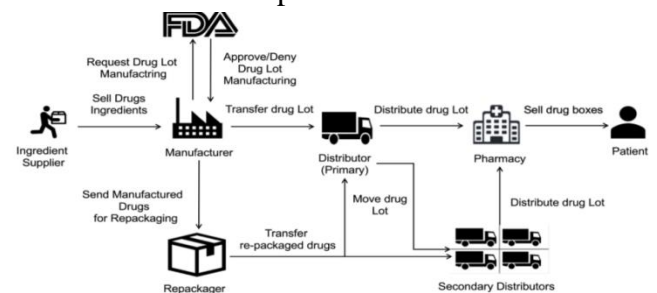 FDA
Request Drug Lot
Manufactring
Approve/Deny
Drug Lot
Manufacturing
Sell Drugs
Ingredients
Transfer drug Lot
Distribute drug Lot
Sell drug boxes
Ingredient
Supplier
Manufacturer
Distributor
(Primary)
Pharmacy
Patient
Send Manufactured
Drugs
for Repackaging
Move drug
Lot
Distribute drug Lot
Transfer
re-packaged drugs
Repackager
Secondary Distributors